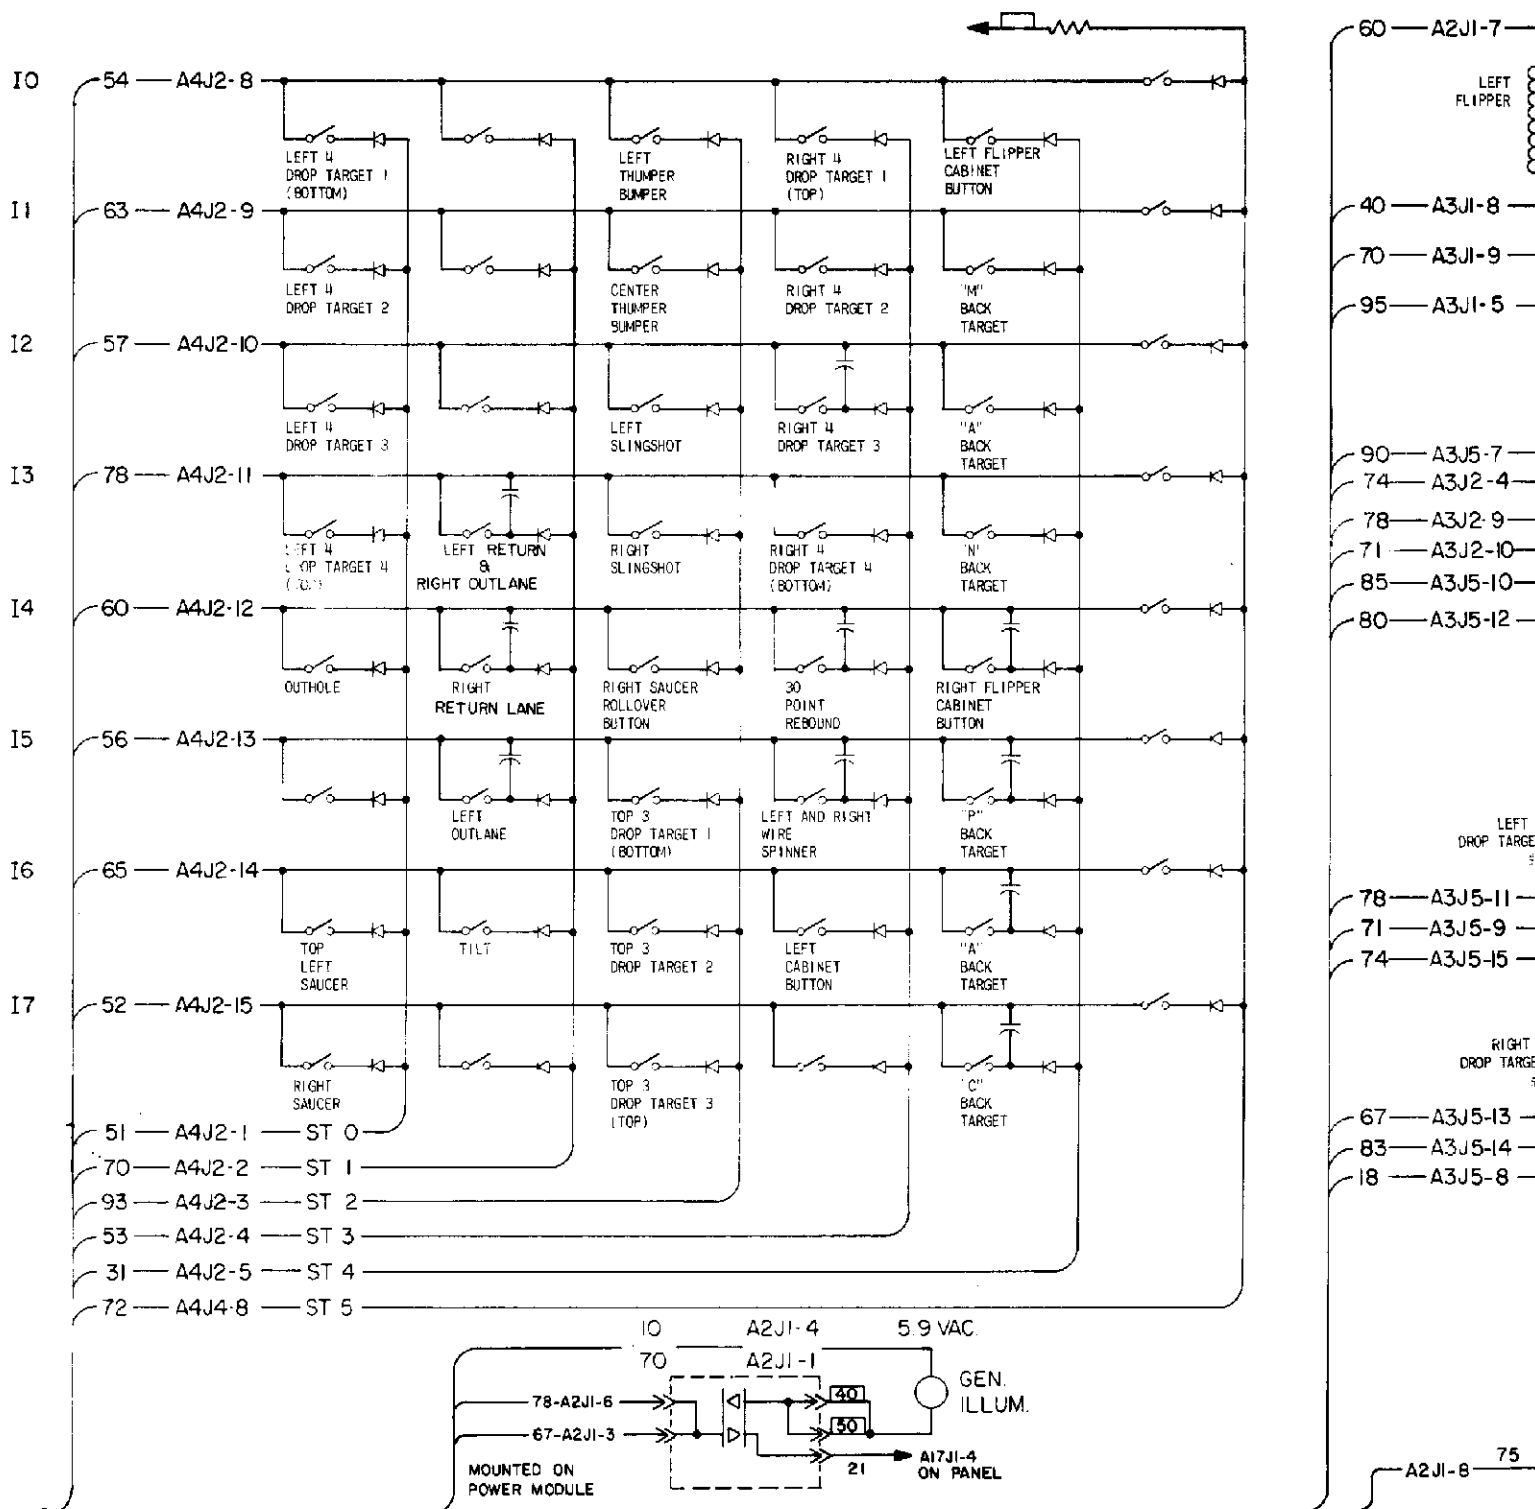 60 — A2J1-7
I0 54 — A4J2-8
LEFT
FLIPPER
LEFT 4
DROP TARGET 1
(BOTTOM)
LEFT
THUMPER
BUMPER
RIGHT 4
DROP TARGET 1
(TOP)
LEFT FLIPPER
CABINET
BUTTON
I1 63 — A4J2-9
40 — A3J1-8
70 — A3J1-9
LEFT 4
DROP TARGET 2
CENTER
THUMPER
BUMPER
RIGHT 4
DROP TARGET 2
"M"
BACK
TARGET
95 — A3J1-5
I2 57 — A4J2-10
LEFT 4
DROP TARGET 3
LEFT
SLINGSHOT
RIGHT 4
DROP TARGET 3
"A"
BACK
TARGET
90 — A3J5-7
I3 78 — A4J2-11
74 — A3J2-4
78 — A3J2-9
71 — A3J2-10
LEFT 4
DROP TARGET 4
LEFT RETURN
&
RIGHT OUTLANE
RIGHT
SLINGSHOT
RIGHT 4
DROP TARGET 4
(BOTTOM)
"N"
BACK
TARGET
85 — A3J5-10
I4 60 — A4J2-12
80 — A3J5-12
OUTHOLE
RIGHT
RETURN LANE
RIGHT SAUCER
ROLLOVER
BUTTON
30
POINT
REBOUND
RIGHT FLIPPER
CABINET
BUTTON
I5 56 — A4J2-13
LEFT
OUTLANE
TOP 3
DROP TARGET 1
(BOTTOM)
LEFT AND RIGHT
WIRE
SPINNER
"P"
BACK
TARGET
LEFT
DROP TARGE
I6 65 — A4J2-14
78 — A3J5-11
71 — A3J5-9
74 — A3J5-15
TOP
LEFT
SAUCER
TILT
TOP 3
DROP TARGET 2
LEFT
CABINET
BUTTON
"A"
BACK
TARGET
I7 52 — A4J2-15
RIGHT
DROP TARGE
RIGHT
SAUCER
TOP 3
DROP TARGET 3
(TOP)
"C"
BACK
TARGET
67 — A3J5-13
83 — A3J5-14
18 — A3J5-8
51 — A4J2-1 — ST 0
70 — A4J2-2 — ST 1
93 — A4J2-3 — ST 2
53 — A4J2-4 — ST 3
31 — A4J2-5 — ST 4
72 — A4J4-8 — ST 5
10 A2J1-4 5.9 VAC.
70 A2J1-1
GEN.
ILLUM.
78-A2J1-6
40
67-A2J1-3
50
21
A17J1-4
ON PANEL
MOUNTED ON
POWER MODULE
A2J1-8 75